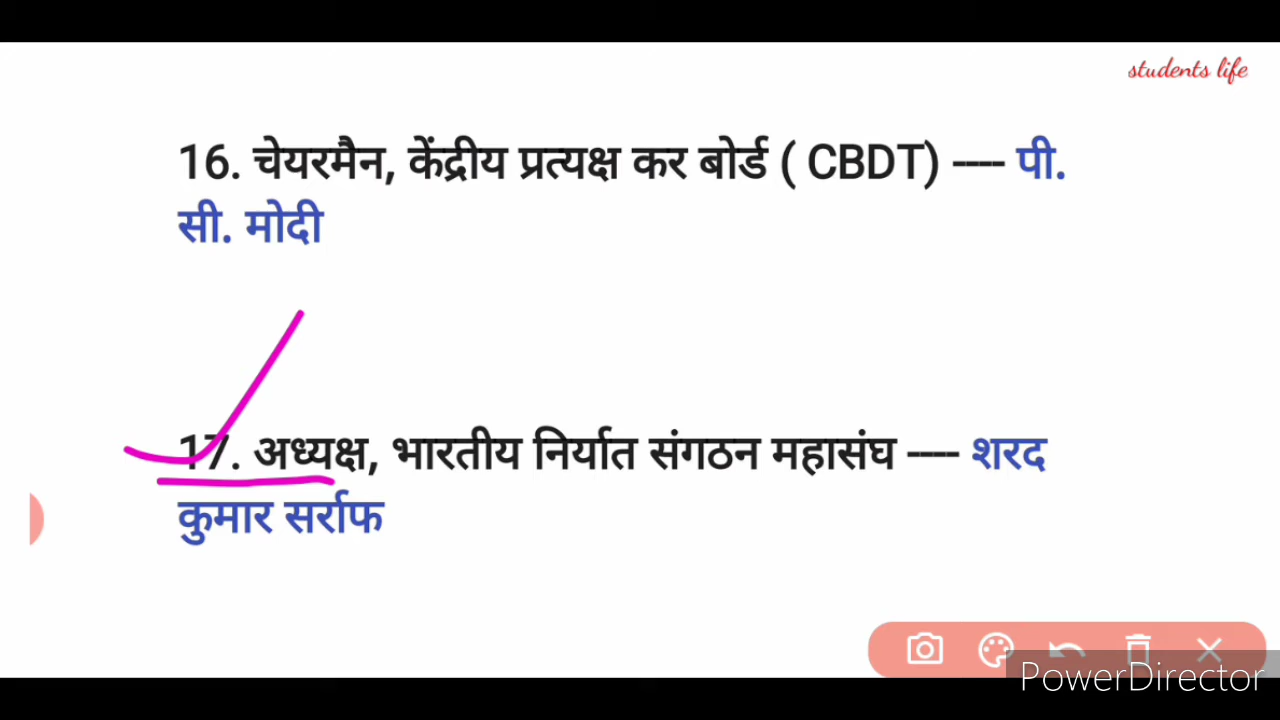 students life
16. चेयरमैन, केंद्रीय प्रत्यक्ष कर बोर्ड ( CBDT) ---- पी.
सी. मोदी
17. अध्यक्ष, भारतीय निर्यात संगठन महासंघ ---- शरद
कुमार सर्राफ
PowerDirector